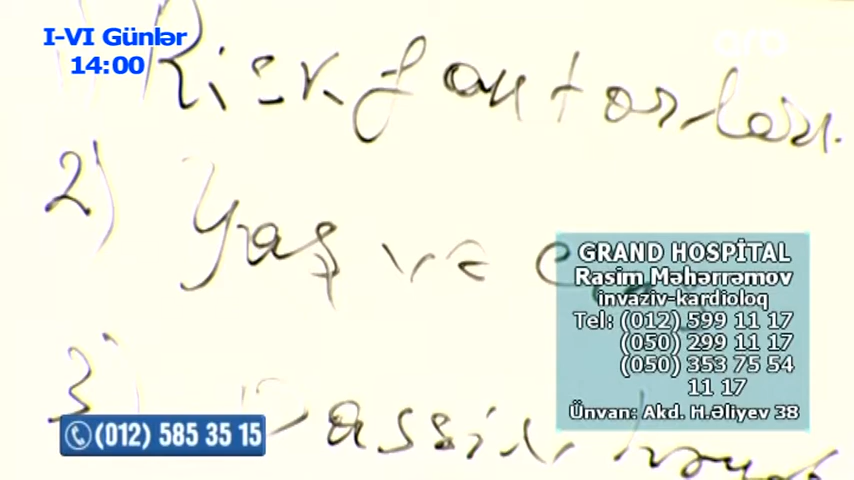 I-VI Günlər
14:00
ara
Risk faktorları.
2) Yaş və
3) Passiv
GRAND HOSPİTAL
Rasim Məhərrəmov
invaziv-kardioloq
Tel: (012) 599 11 17
(050) 299 11 17
(050) 353 75 54
11 17
Ünvan: Akd. H.Əliyev 38
(012) 585 35 15